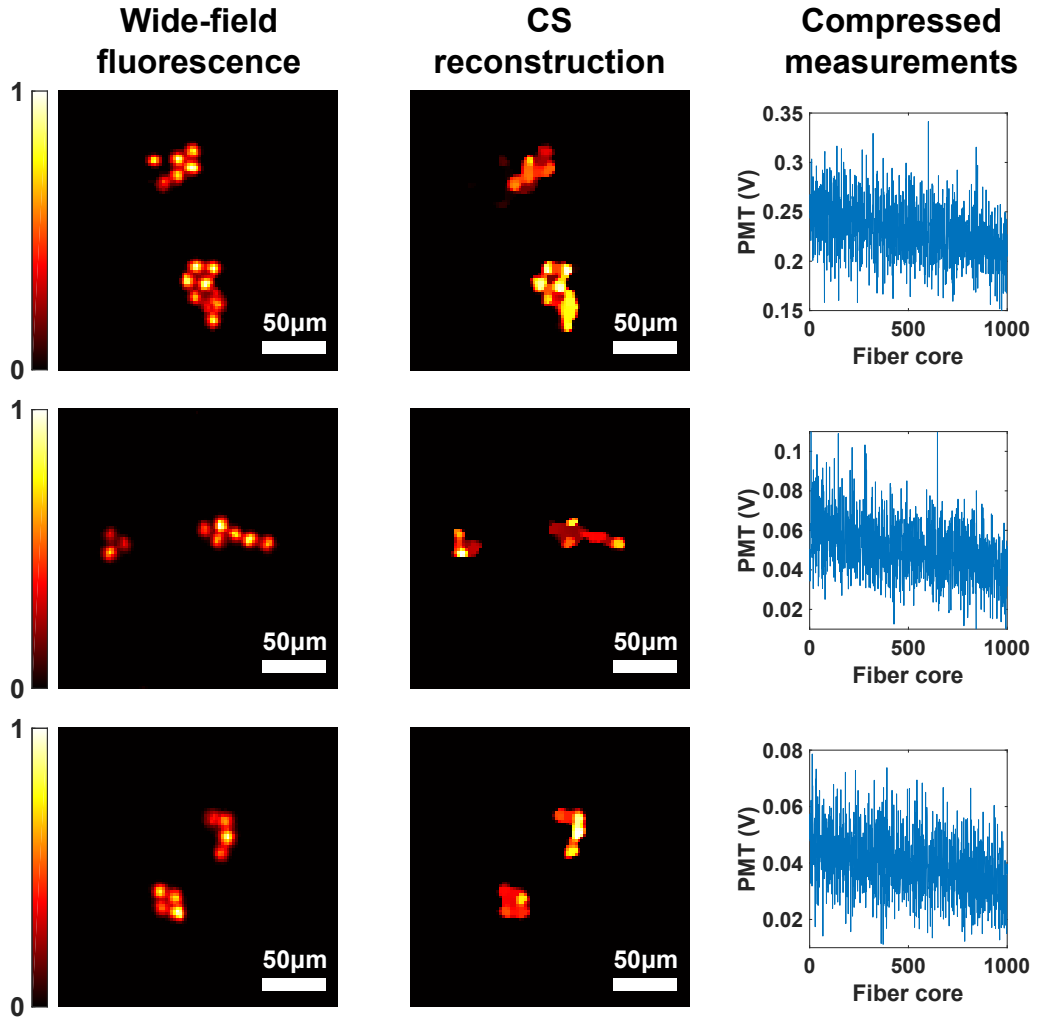 Wide-field
fluorescence
CS
reconstruction
Compressed
measurements
1
0
50µm
50µm
0.35
0.3
0.25
0.2
0.15
PMT (V)
0 500 1000
Fiber core
1
0
50µm
50µm
0.1
0.08
0.06
0.04
0.02
PMT (V)
0 500 1000
Fiber core
1
0
50µm
50µm
0.08
0.06
0.04
0.02
PMT (V)
0 500 1000
Fiber core